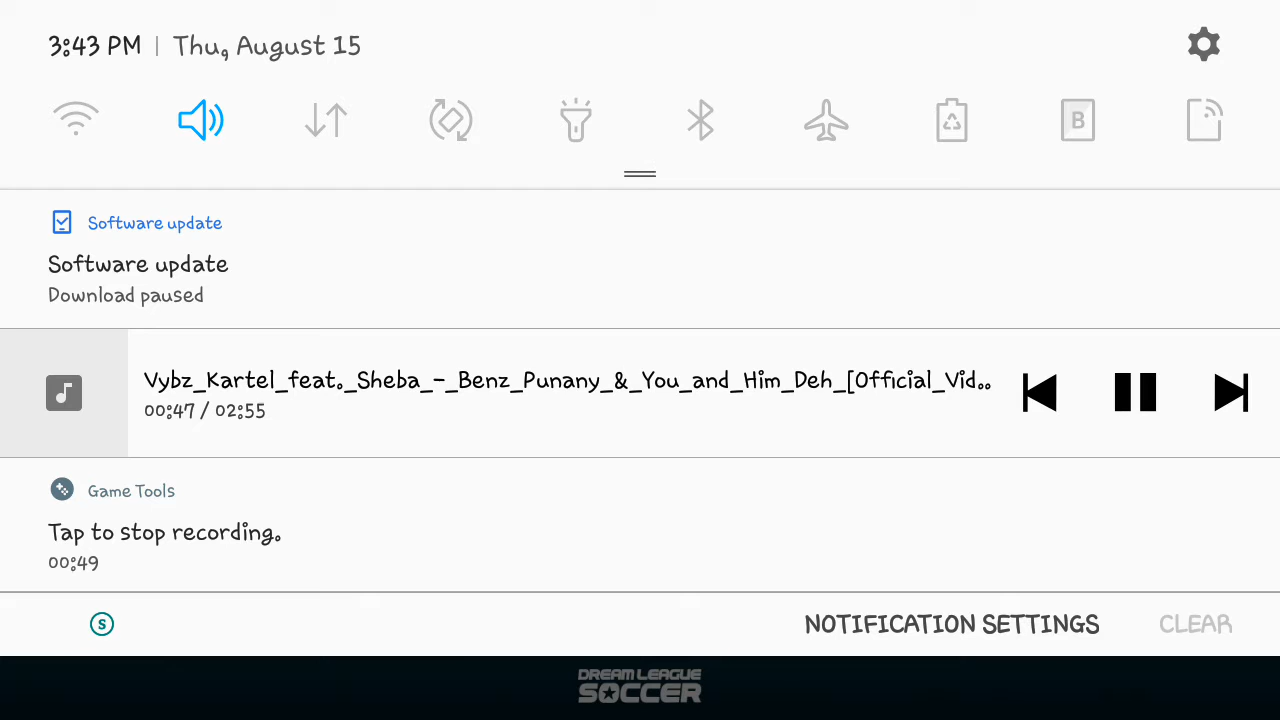 3:43 PM | Thu, August 15
B
Software update
Software update
Download paused
Vybz_Kartel_feat._Sheba_-_Benz_Punany_&_You_and_Him_Deh_[Official_Vid..
00:47 / 02:55
Game Tools
Tap to stop recording.
00:49
S
NOTIFICATION SETTINGS
CLEAR
DREAM LEAGUE
SOCCER